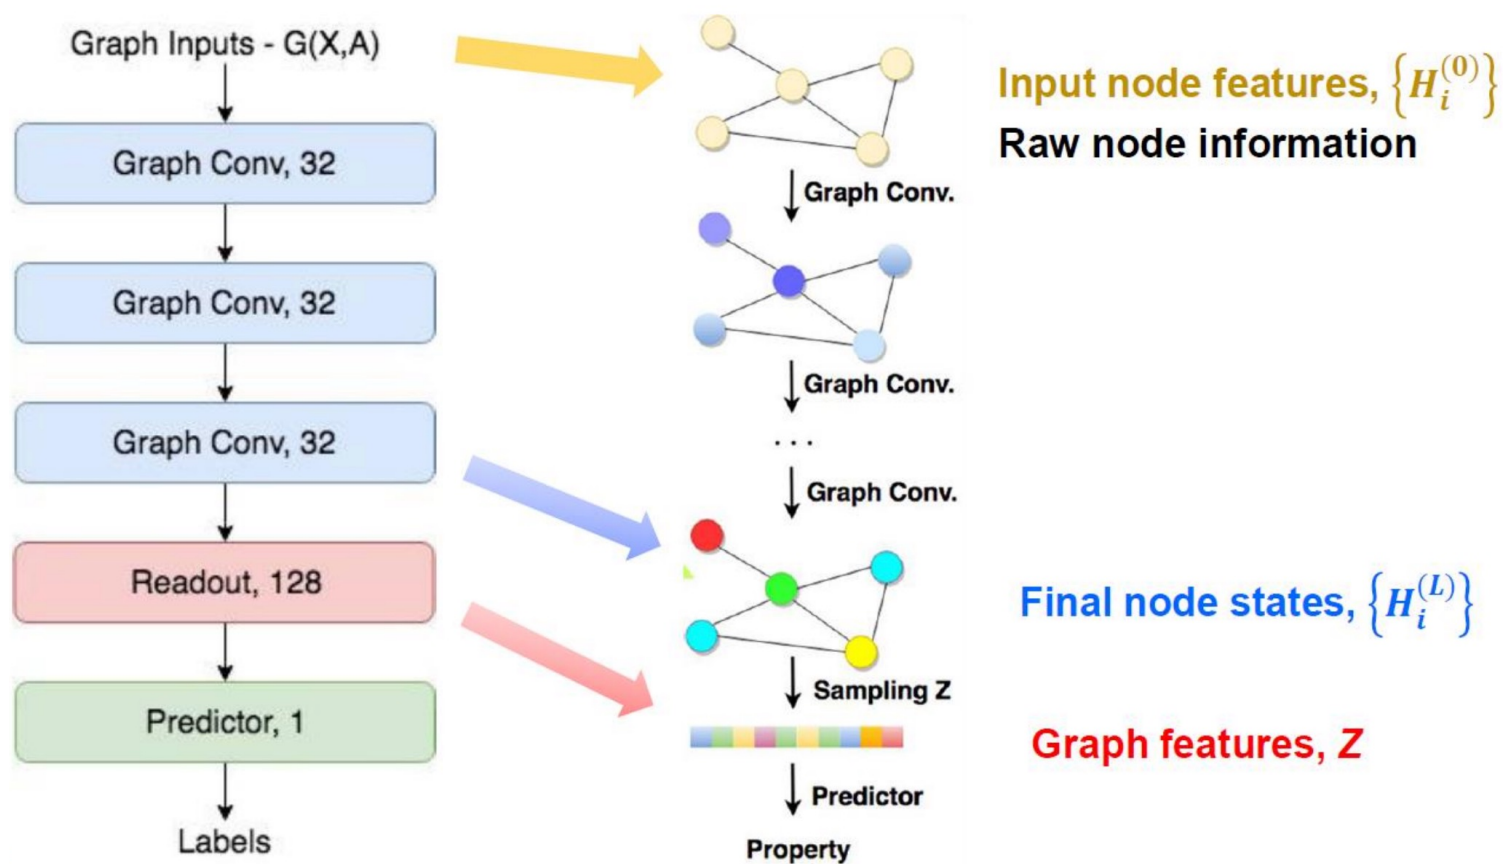 Graph Inputs - G(X,A)
Graph Conv, 32
Graph Conv, 32
Graph Conv, 32
Readout, 128
Predictor, 1
Labels
Graph Conv.
Graph Conv.
...
Graph Conv.
Sampling Z
Predictor
Property
Input node features, {H_i^(0)}
Raw node information
Final node states, {H_i^(L)}
Graph features, Z